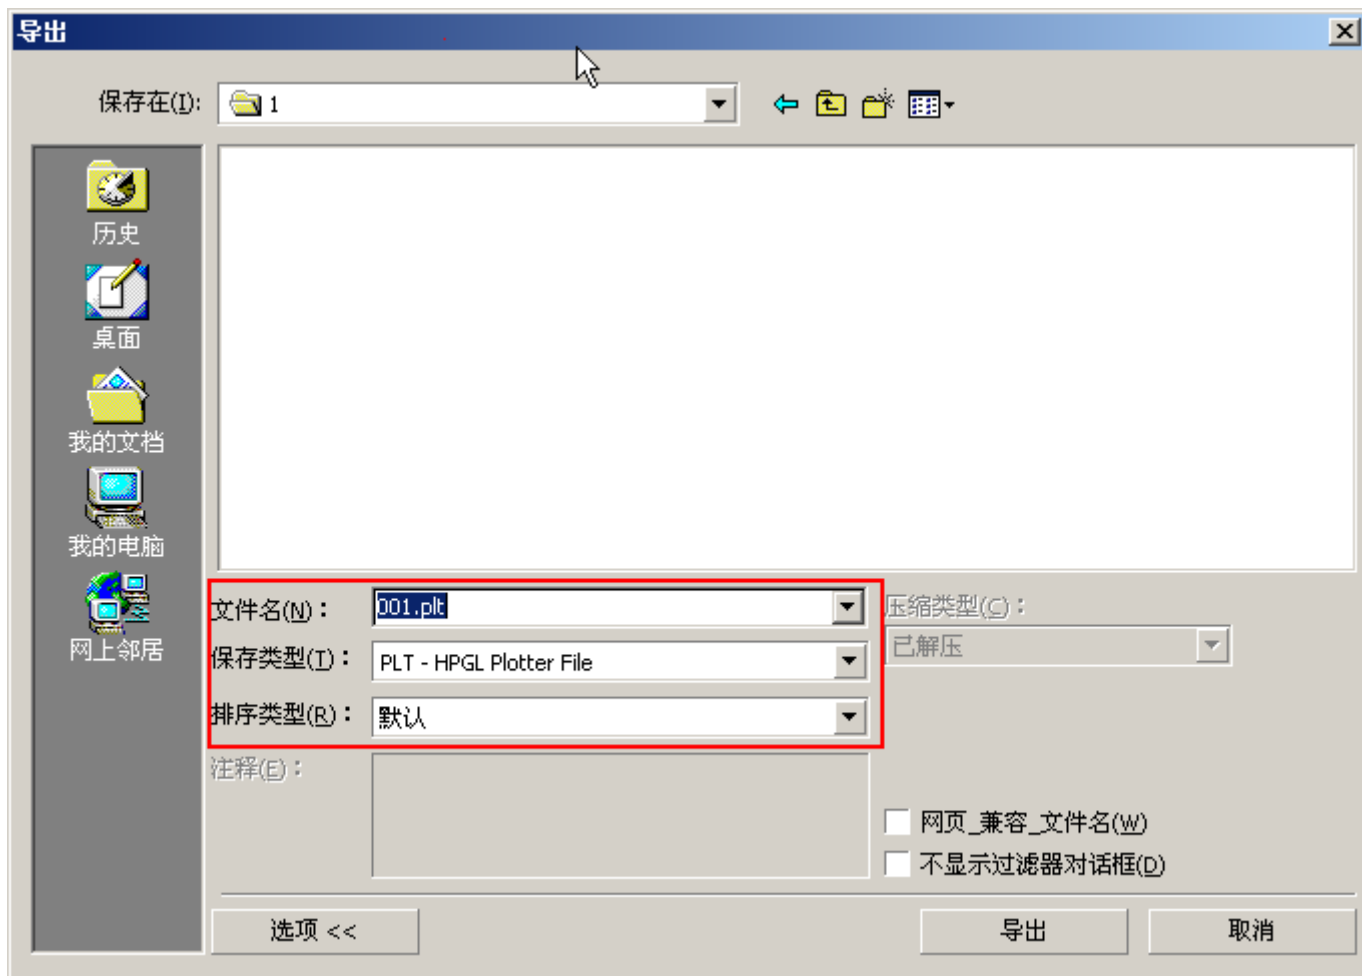 导出
保存在(I):
1
历史
桌面
我的文档
我的电脑
网上邻居
文件名(N)：
001.plt
压缩类型(C)：
已解压
保存类型(T)：
PLT - HPGL Plotter File
排序类型(R)：
默认
注释(E)：
网页_兼容_文件名(W)
不显示过滤器对话框(D)
选项 <<
导出
取消